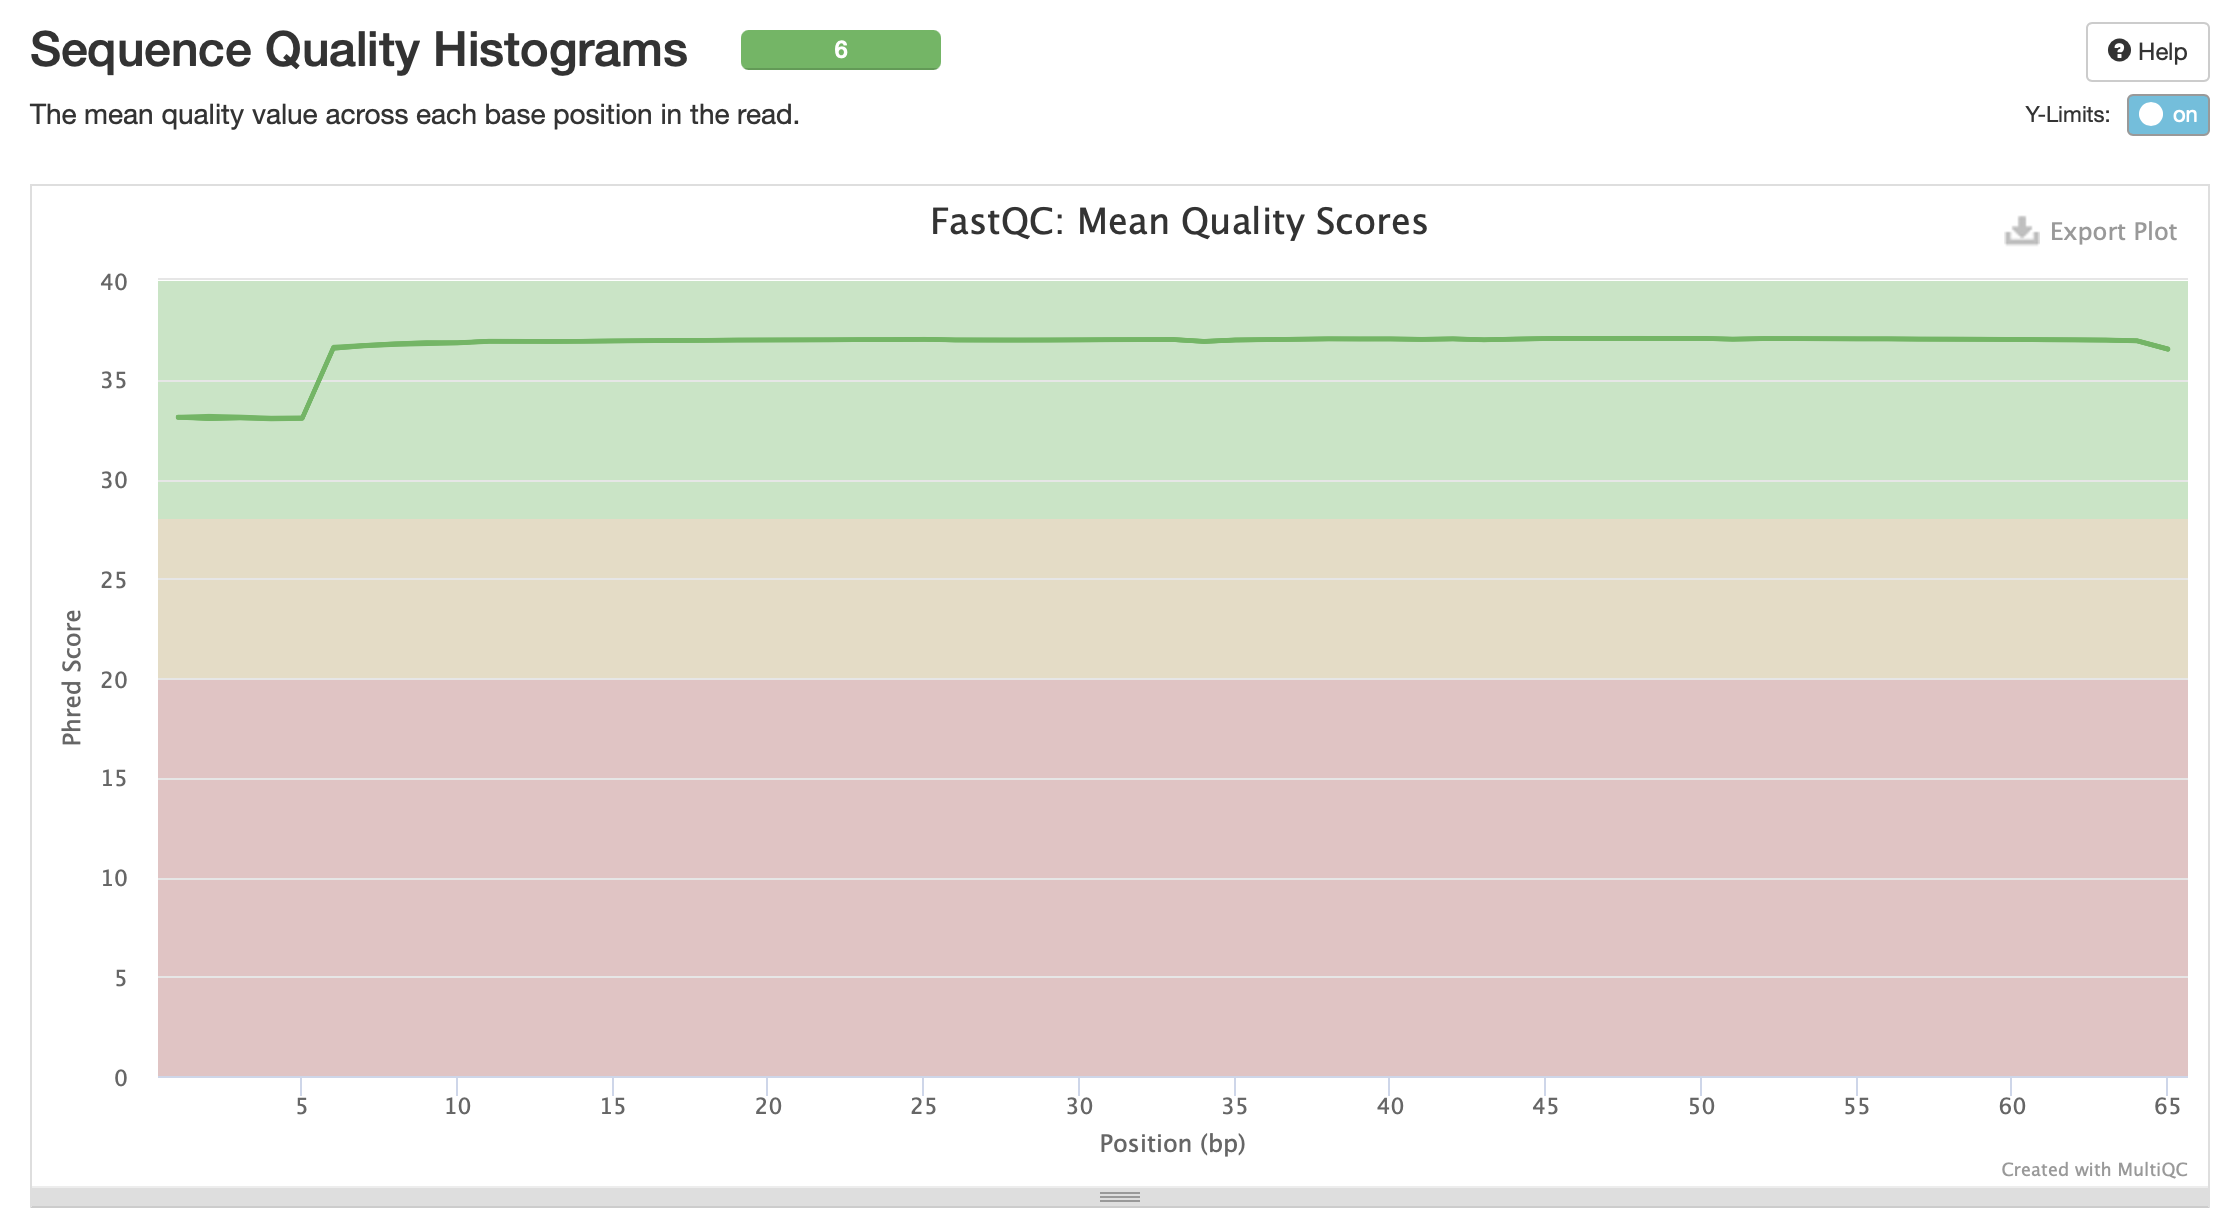 Sequence Quality Histograms
6
Help
The mean quality value across each base position in the read.
Y-Limits: on
FastQC: Mean Quality Scores
Export Plot
40
35
30
25
20
15
10
5
0
Phred Score
5 10 15 20 25 30 35 40 45 50 55 60 65
Position (bp)
Created with MultiQC